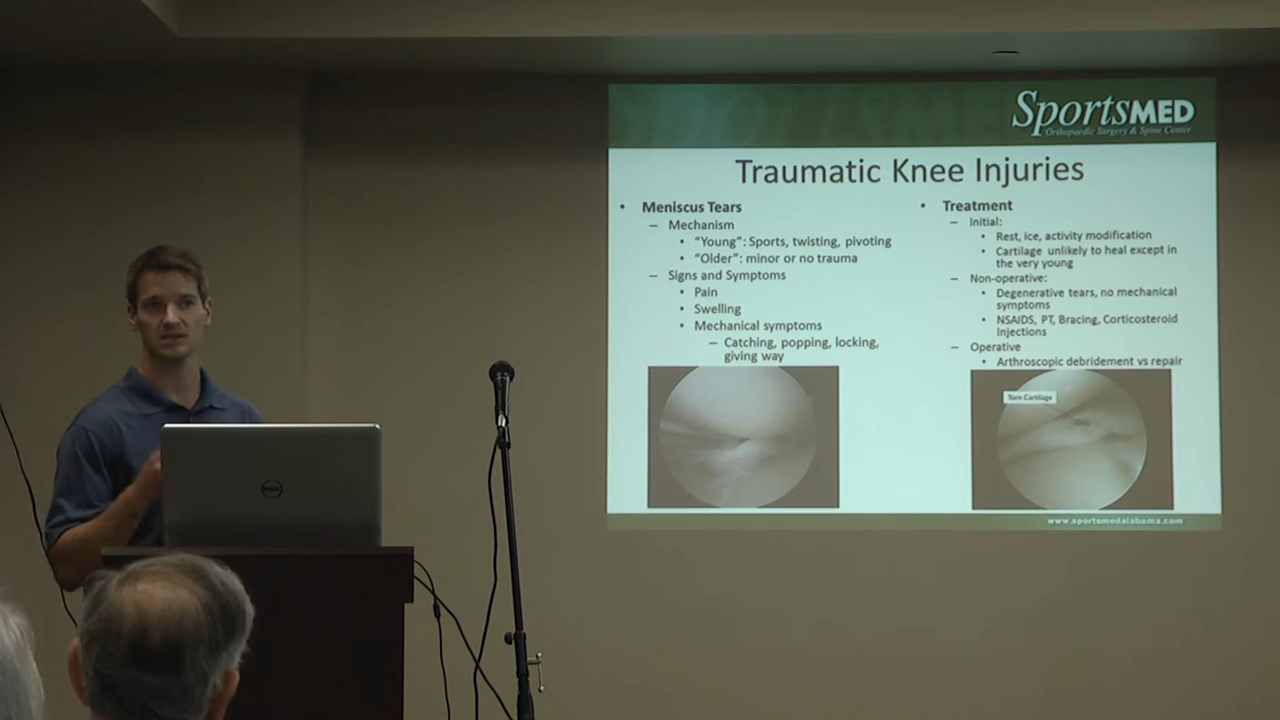 SportsMED
Orthopaedic Surgery & Spine Center
Traumatic Knee Injuries
• Meniscus Tears
– Mechanism
• “Young”: Sports, twisting, pivoting
• “Older”: minor or no trauma
– Signs and Symptoms
• Pain
• Swelling
• Mechanical symptoms
– Catching, popping, locking,
giving way
• Treatment
– Initial:
• Rest, ice, activity modification
• Cartilage unlikely to heal except in
the very young
– Non-operative:
• Degenerative tears, no mechanical
symptoms
• NSAIDS, PT, Bracing, Corticosteroid
Injections
– Operative
• Arthroscopic debridement vs repair
Torn Cartilage
www.sportsmedalabama.com
DELL